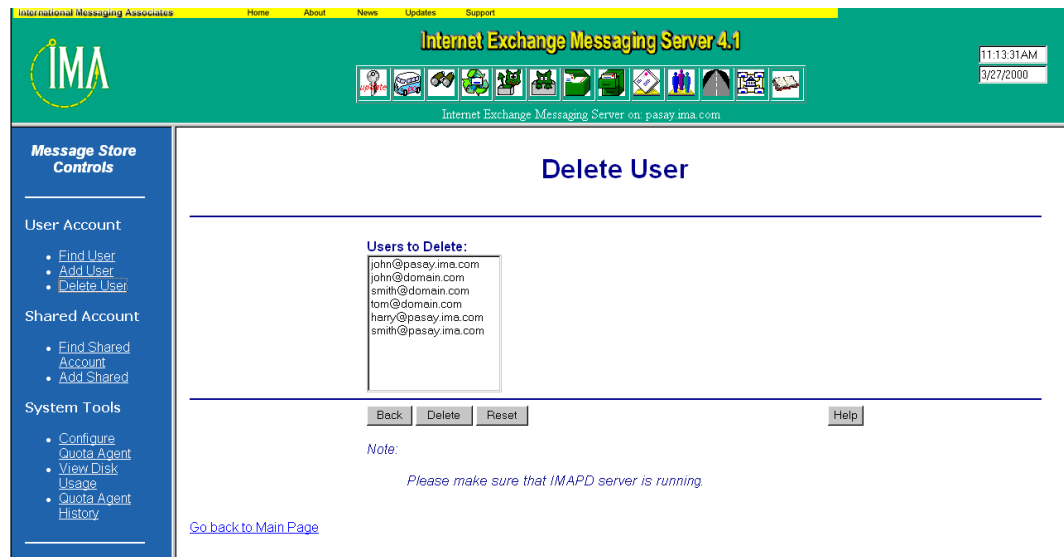 International Messaging Associates Home About News Updates Support
IMA
Internet Exchange Messaging Server 4.1
update
Internet Exchange Messaging Server on: pasay.ima.com
11:13:31AM
3/27/2000
Message Store
Controls
User Account
Find User
Add User
Delete User
Shared Account
Find Shared
Account
Add Shared
System Tools
Configure
Quota Agent
View Disk
Usage
Quota Agent
History
Delete User
Users to Delete:
john@pasay.ima.com
john@domain.com
smith@domain.com
tom@domain.com
harry@pasay.ima.com
smith@pasay.ima.com
Back Delete Reset Help
Note:
Please make sure that IMAPD server is running.
Go back to Main Page